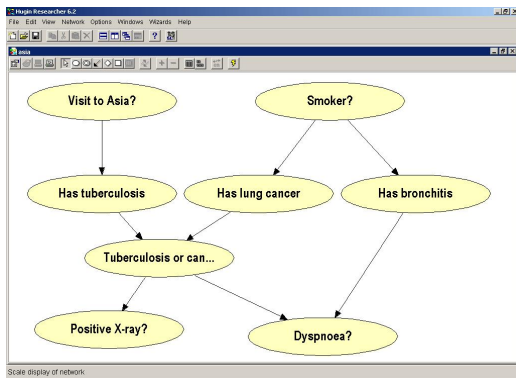 Hugin Researcher 6.2
File Edit View Network Options Windows Wizards Help
asia
Visit to Asia?
Smoker?
Has tuberculosis
Has lung cancer
Has bronchitis
Tuberculosis or can...
Positive X-ray?
Dyspnoea?
Scale display of network